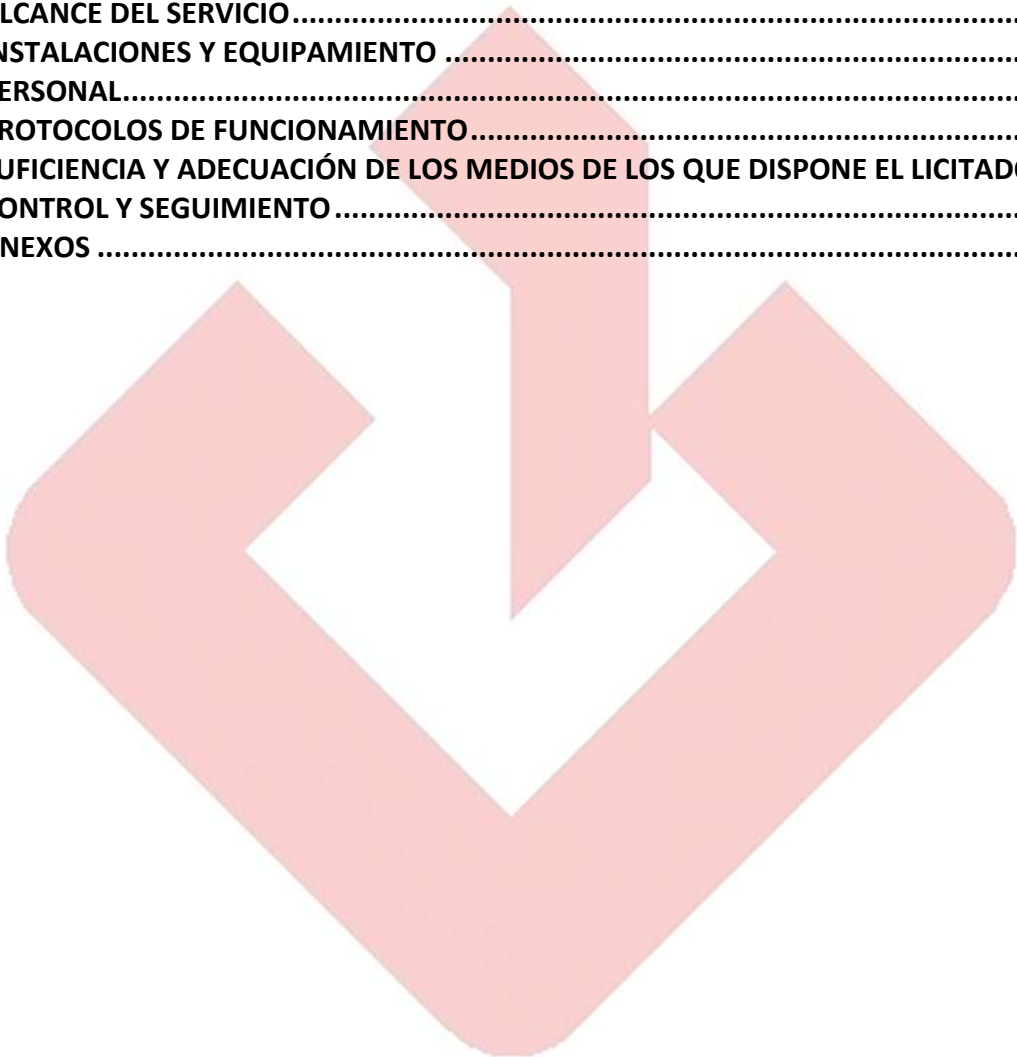 LCANCE DEL SERVICIO
NSTALACIONES Y EQUIPAMIENTO
ERSONAL
ROTOCOLOS DE FUNCIONAMIENTO
UFICIENCIA Y ADECUACIÓN DE LOS MEDIOS DE LOS QUE DISPONE EL LICITADO
ONTROL Y SEGUIMIENTO
NEXOS